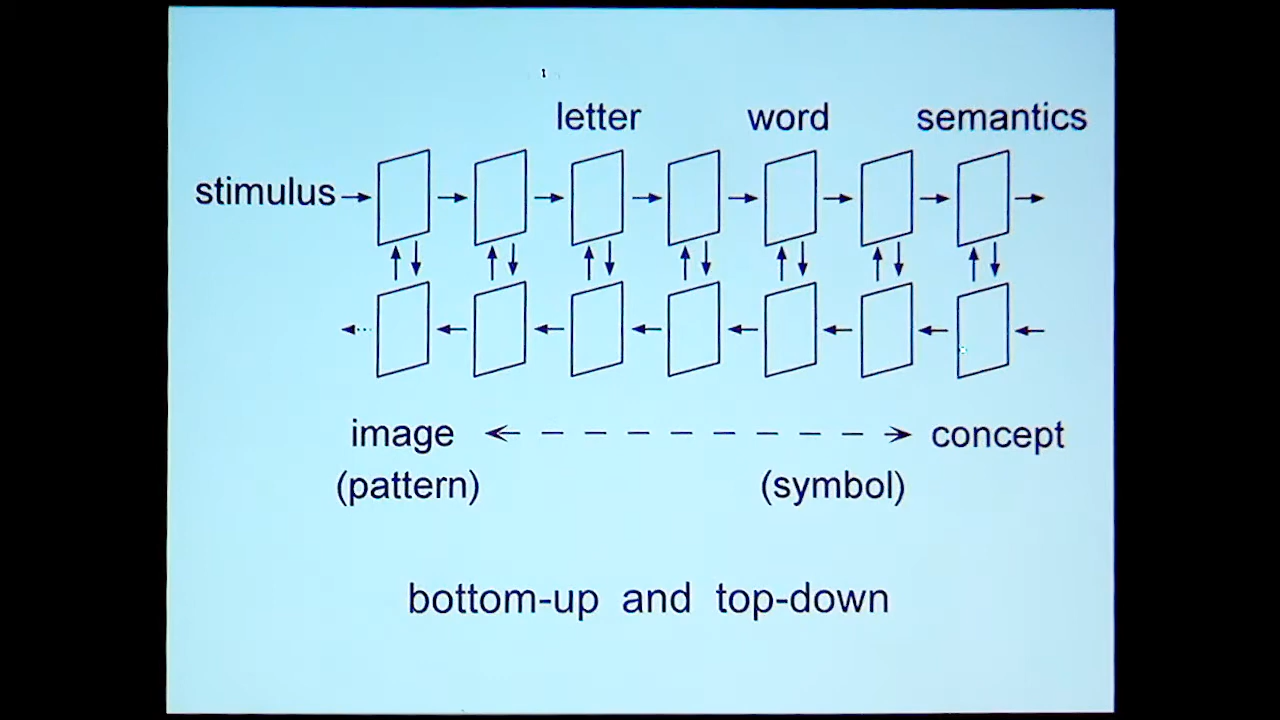 letter word semantics
stimulus
image concept
(pattern) (symbol)
bottom-up and top-down